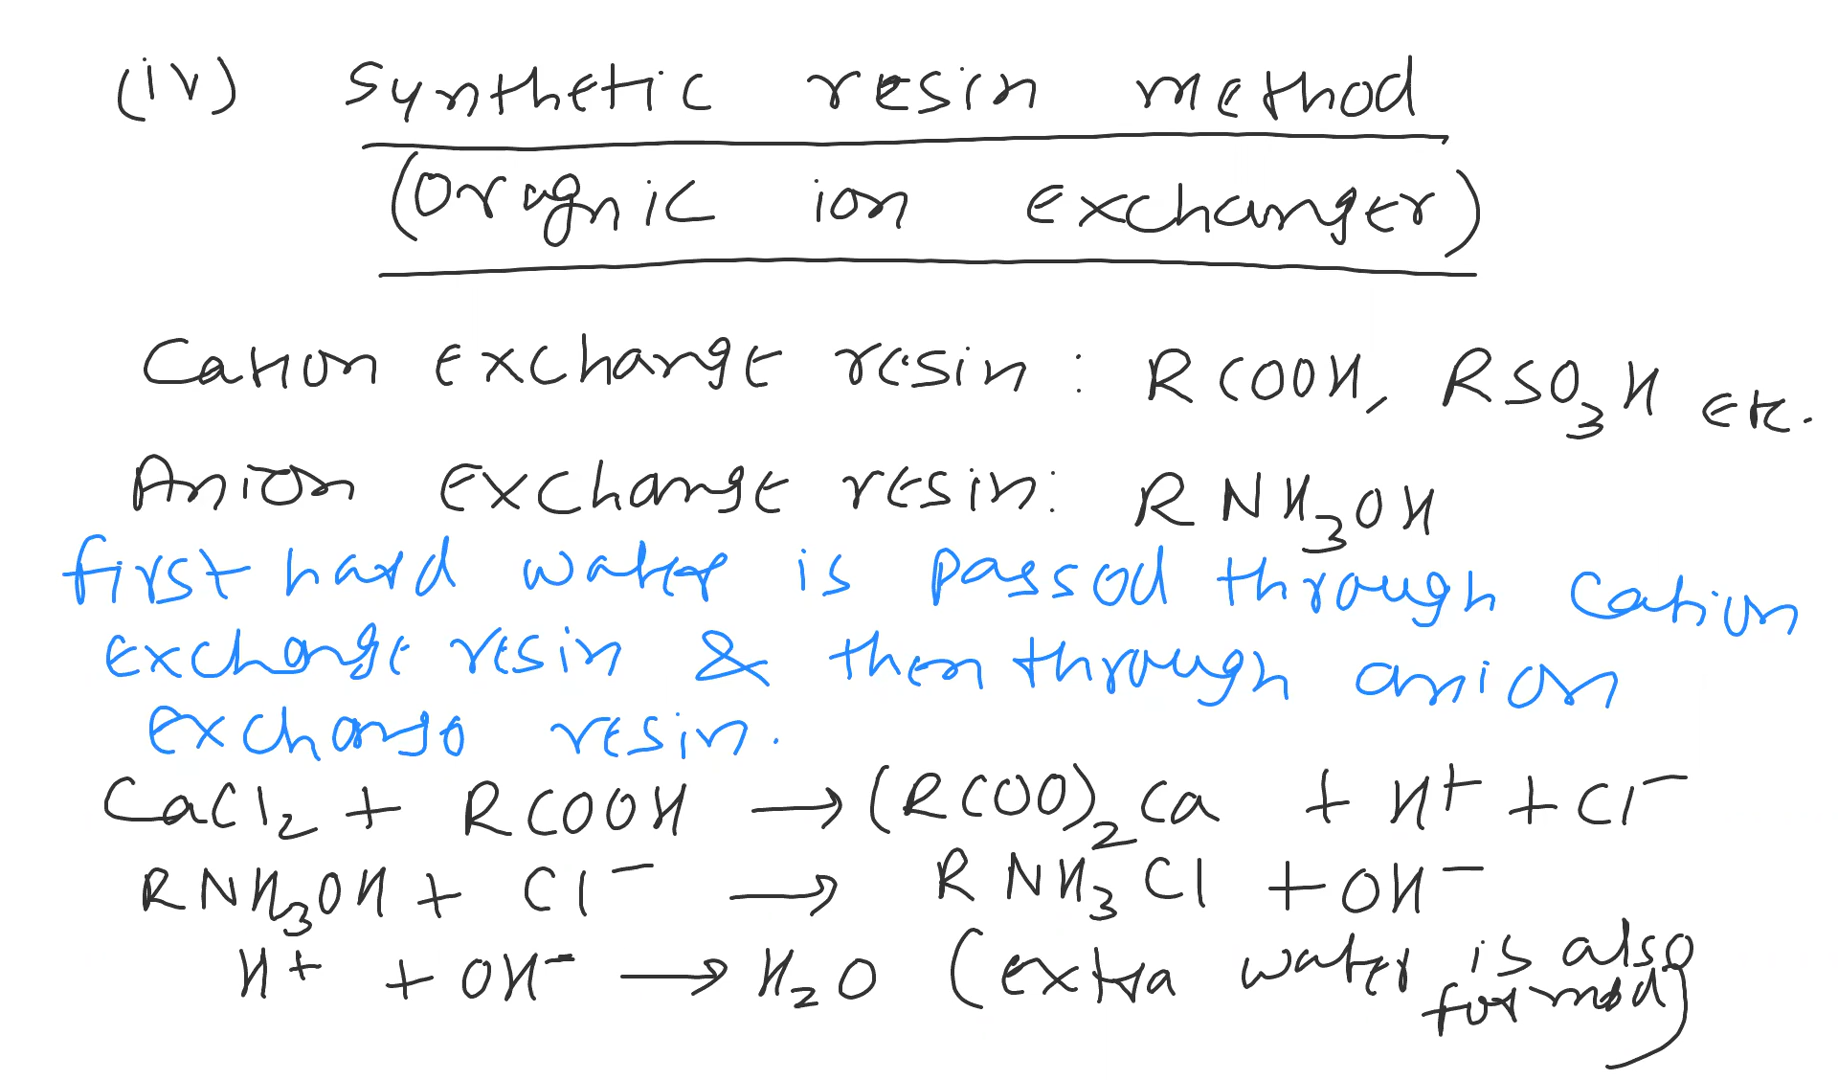 (iv) Synthetic resin method
(Oragnic ion exchanger)
Cation exchange resin : RCOOH, RSO₃H etc.
Anion exchange resin: RNH₃OH
first hard water is passed through cation
exchange resin & then through anion
exchange resin.
CaCl₂ + RCOOH → (RCOO)₂Ca + H⁺ + Cl⁻
RNH₃OH + Cl⁻ → RNH₃Cl + OH⁻
H⁺ + OH⁻ → H₂O (extra water is also
formed)